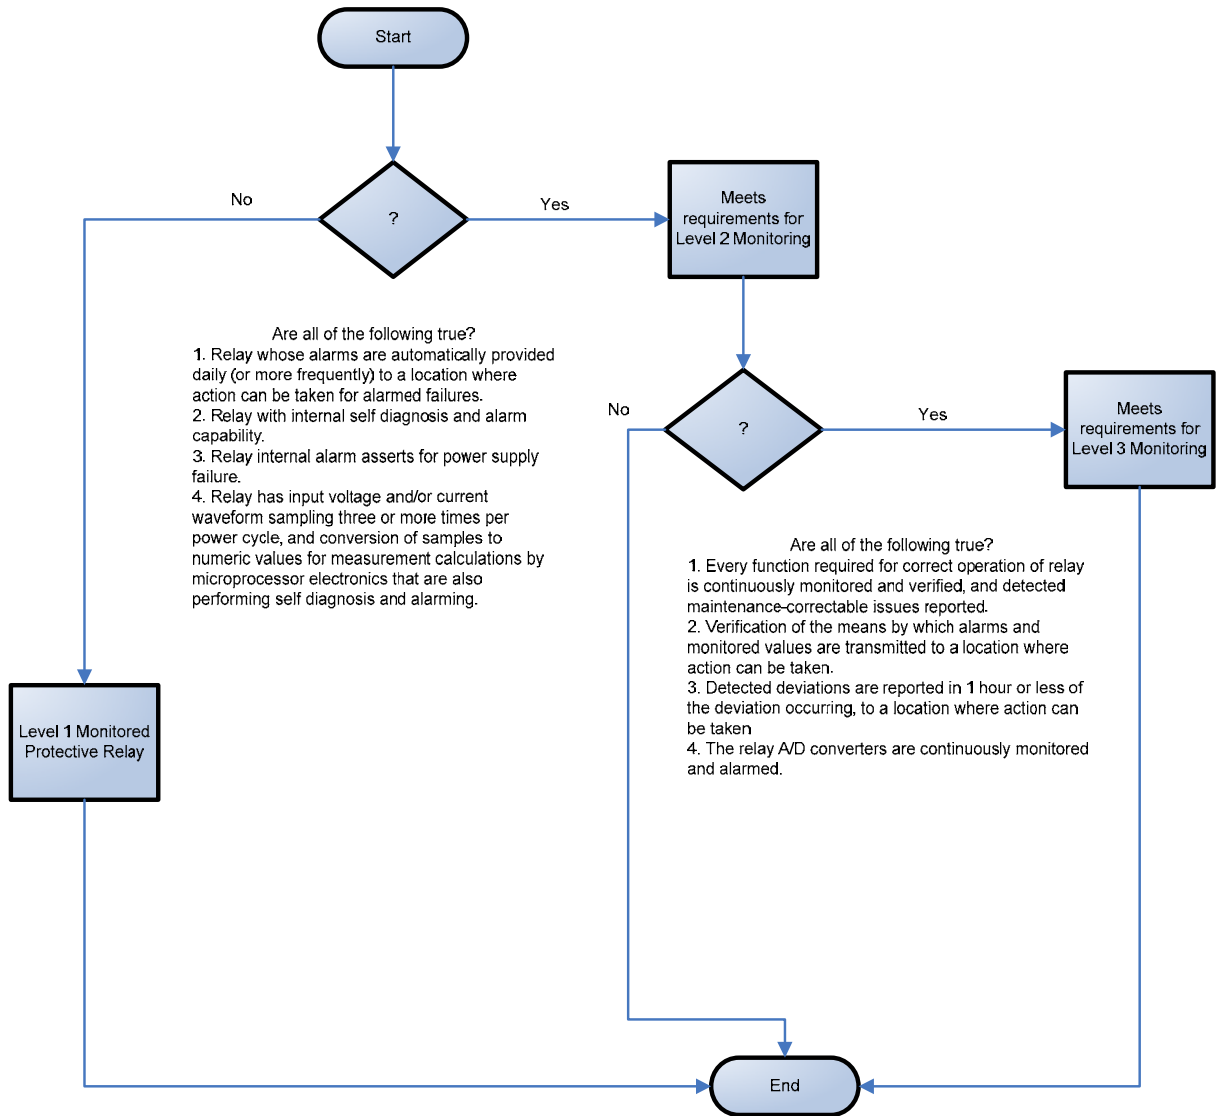 Start
No
?
Yes
Meets
requirements for
Level 2 Monitoring
Are all of the following true?
1. Relay whose alarms are automatically provided
daily (or more frequently) to a location where
action can be taken for alarmed failures.
2. Relay with internal self diagnosis and alarm
capability.
3. Relay internal alarm asserts for power supply
failure.
4. Relay has input voltage and/or current
waveform sampling three or more times per
power cycle, and conversion of samples to
numeric values for measurement calculations by
microprocessor electronics that are also
performing self diagnosis and alarming.
No
?
Yes
Meets
requirements for
Level 3 Monitoring
Are all of the following true?
1. Every function required for correct operation of relay
is continuously monitored and verified, and detected
maintenance-correctable issues reported.
2. Verification of the means by which alarms and
monitored values are transmitted to a location where
action can be taken.
3. Detected deviations are reported in 1 hour or less of
the deviation occurring, to a location where action can
be taken
4. The relay A/D converters are continuously monitored
and alarmed.
Level 1 Monitored
Protective Relay
End